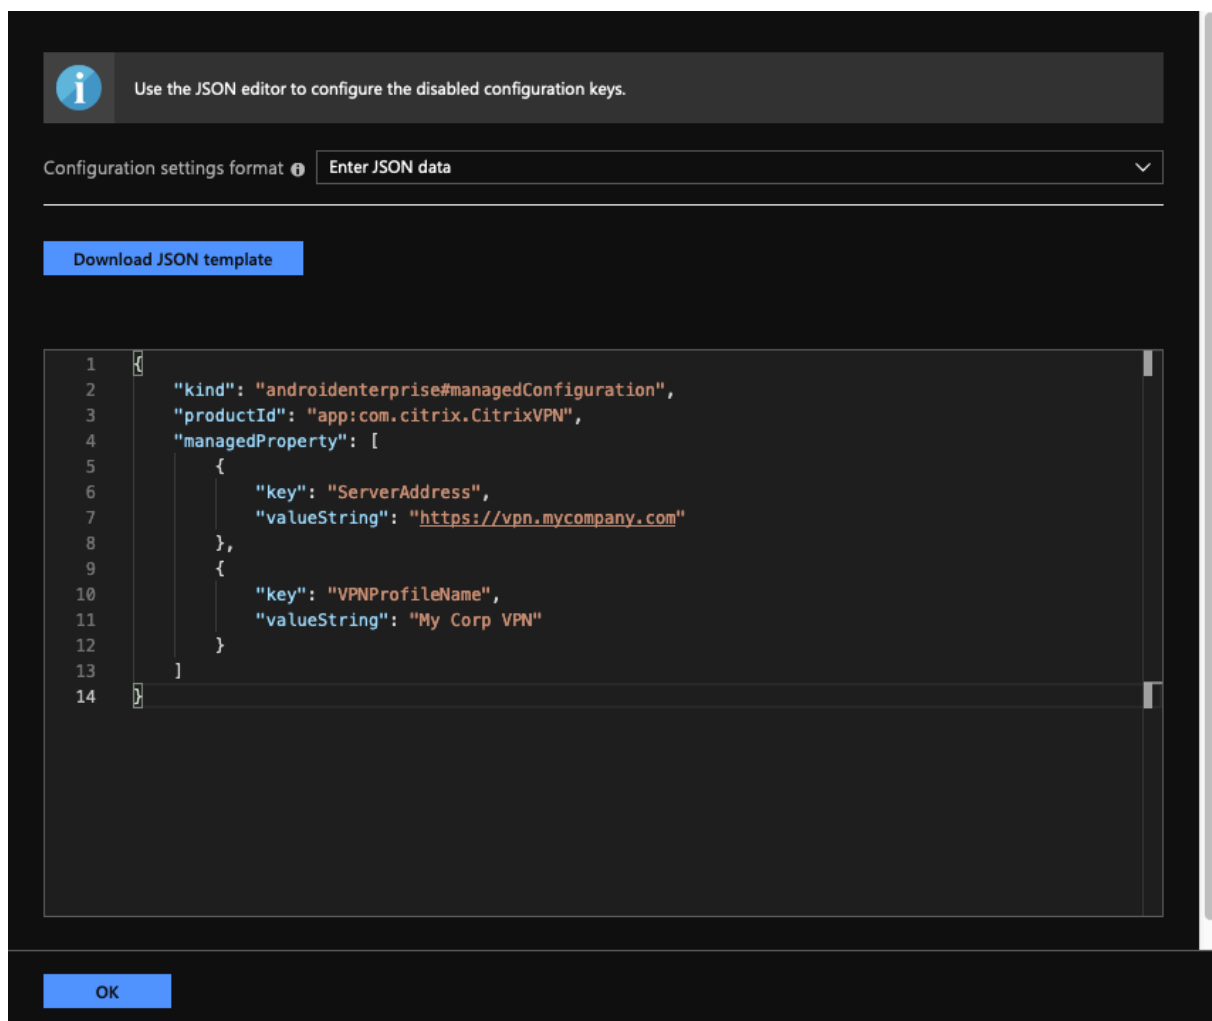 Use the JSON editor to configure the disabled configuration keys.
Configuration settings format
Enter JSON data
Download JSON template
1 {
2 "kind": "androidenterprise#managedConfiguration",
3 "productId": "app:com.citrix.CitrixVPN",
4 "managedProperty": [
5 {
6 "key": "ServerAddress",
7 "valueString": "https://vpn.mycompany.com"
8 },
9 {
10 "key": "VPNProfileName",
11 "valueString": "My Corp VPN"
12 }
13 ]
14 }
OK